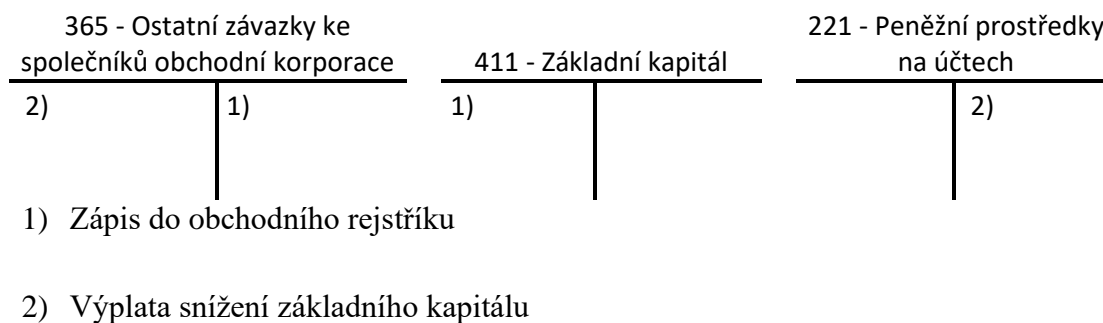 365 - Ostatní závazky ke
společníků obchodní korporace
411 - Základní kapitál
221 - Peněžní prostředky
na účtech
2)
1)
1)
2)
1) Zápis do obchodního rejstříku
2) Výplata snížení základního kapitálu